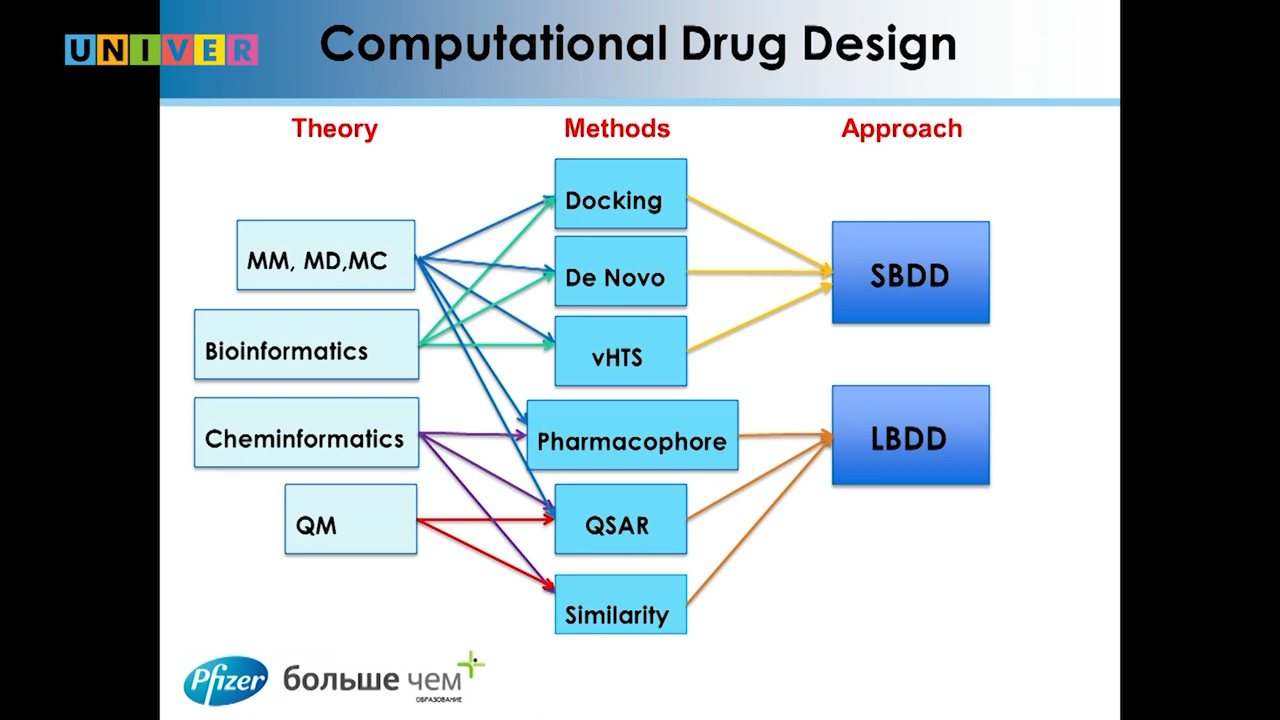 UNIVER
Computational Drug Design
Theory
Methods
Approach
MM, MD,MC
Bioinformatics
Cheminformatics
QM
Docking
De Novo
vHTS
Pharmacophore
QSAR
Similarity
SBDD
LBDD
Pfizer
больше чем
ОБРАЗОВАНИЕ